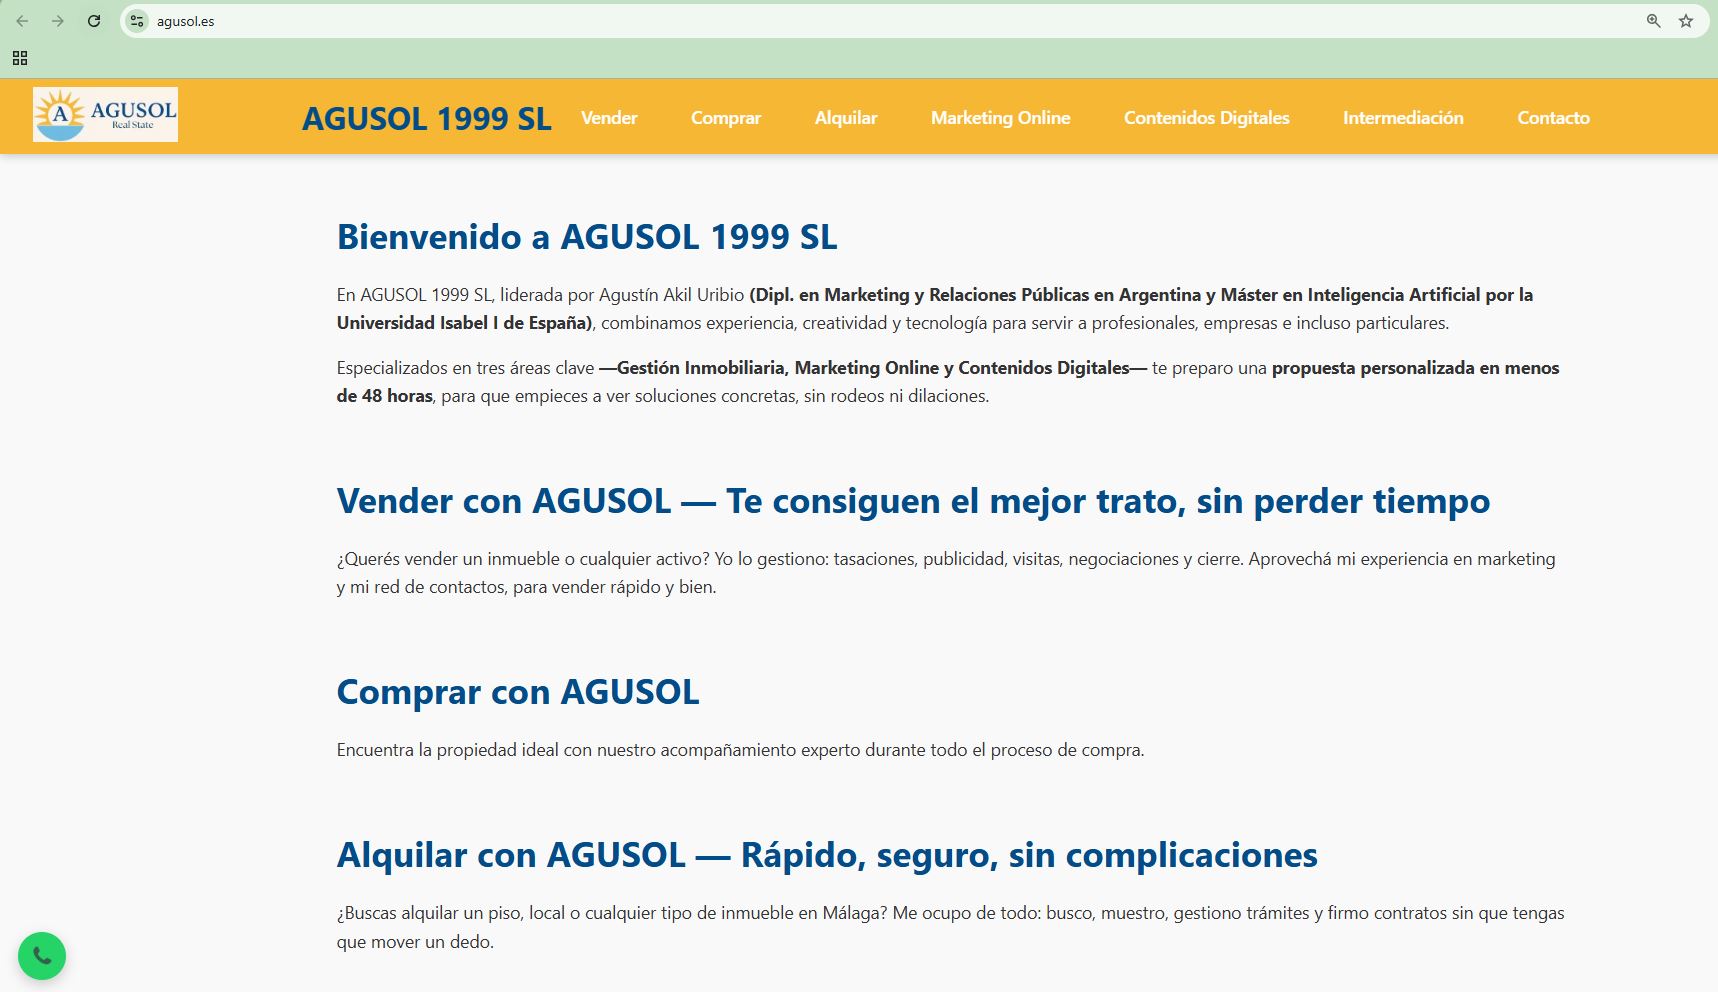 agusol.es
A AGUSOL
Real State
AGUSOL 1999 SL
Vender
Comprar
Alquilar
Marketing Online
Contenidos Digitales
Intermediación
Contacto
Bienvenido a AGUSOL 1999 SL
En AGUSOL 1999 SL, liderada por Agustín Akil Uribio (Dipl. en Marketing y Relaciones Públicas en Argentina y Máster en Inteligencia Artificial por la
Universidad Isabel I de España), combinamos experiencia, creatividad y tecnología para servir a profesionales, empresas e incluso particulares.
Especializados en tres áreas clave —Gestión Inmobiliaria, Marketing Online y Contenidos Digitales— te preparo una propuesta personalizada en menos
de 48 horas, para que empieces a ver soluciones concretas, sin rodeos ni dilaciones.
Vender con AGUSOL — Te consiguen el mejor trato, sin perder tiempo
¿Querés vender un inmueble o cualquier activo? Yo lo gestiono: tasaciones, publicidad, visitas, negociaciones y cierre. Aprovechá mi experiencia en marketing
y mi red de contactos, para vender rápido y bien.
Comprar con AGUSOL
Encuentra la propiedad ideal con nuestro acompañamiento experto durante todo el proceso de compra.
Alquilar con AGUSOL — Rápido, seguro, sin complicaciones
¿Buscas alquilar un piso, local o cualquier tipo de inmueble en Málaga? Me ocupo de todo: busco, muestro, gestiono trámites y firmo contratos sin que tengas
que mover un dedo.